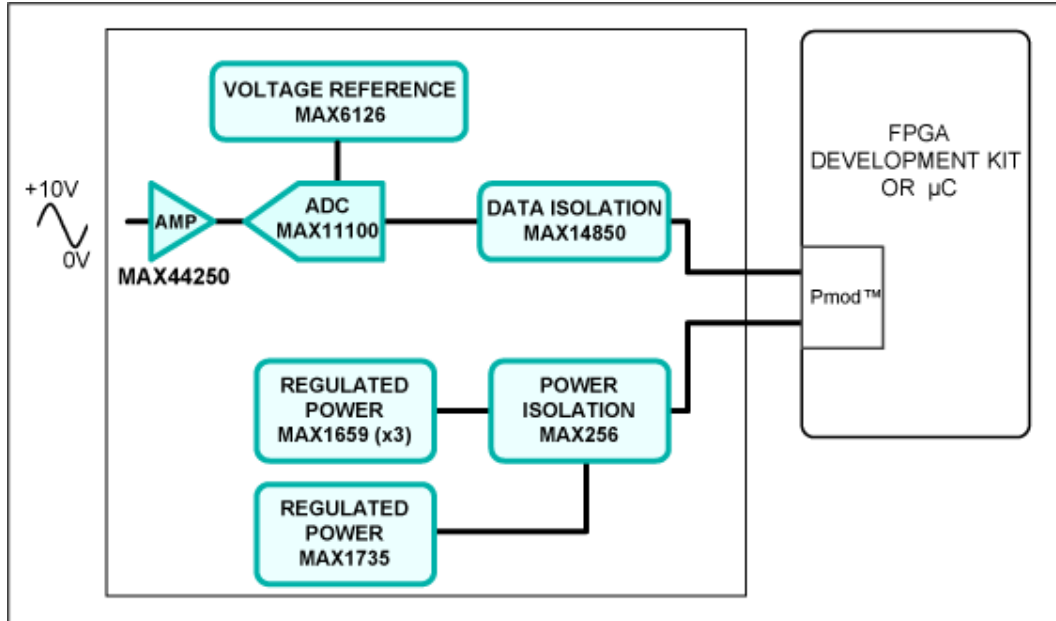 VOLTAGE REFERENCE
MAX6126
FPGA
DEVELOPMENT KIT
OR µC
+10V
0V
AMP
MAX44250
ADC
MAX11100
DATA ISOLATION
MAX14850
Pmod™
REGULATED
POWER
MAX1659 (x3)
POWER
ISOLATION
MAX256
REGULATED
POWER
MAX1735